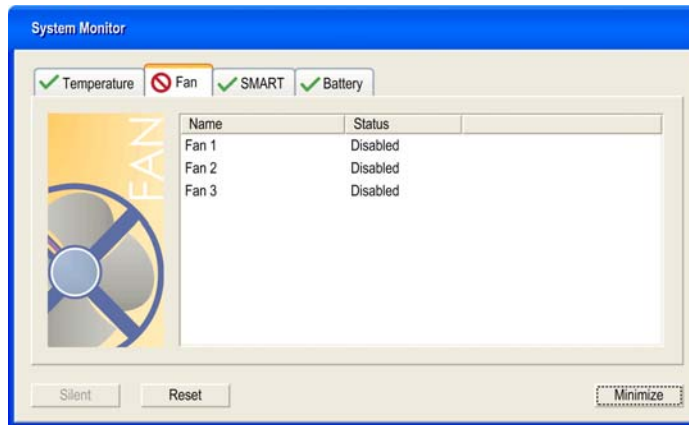 System Monitor
Temperature Fan SMART Battery
FAN
Name Status
Fan 1 Disabled
Fan 2 Disabled
Fan 3 Disabled
Silent Reset Minimize